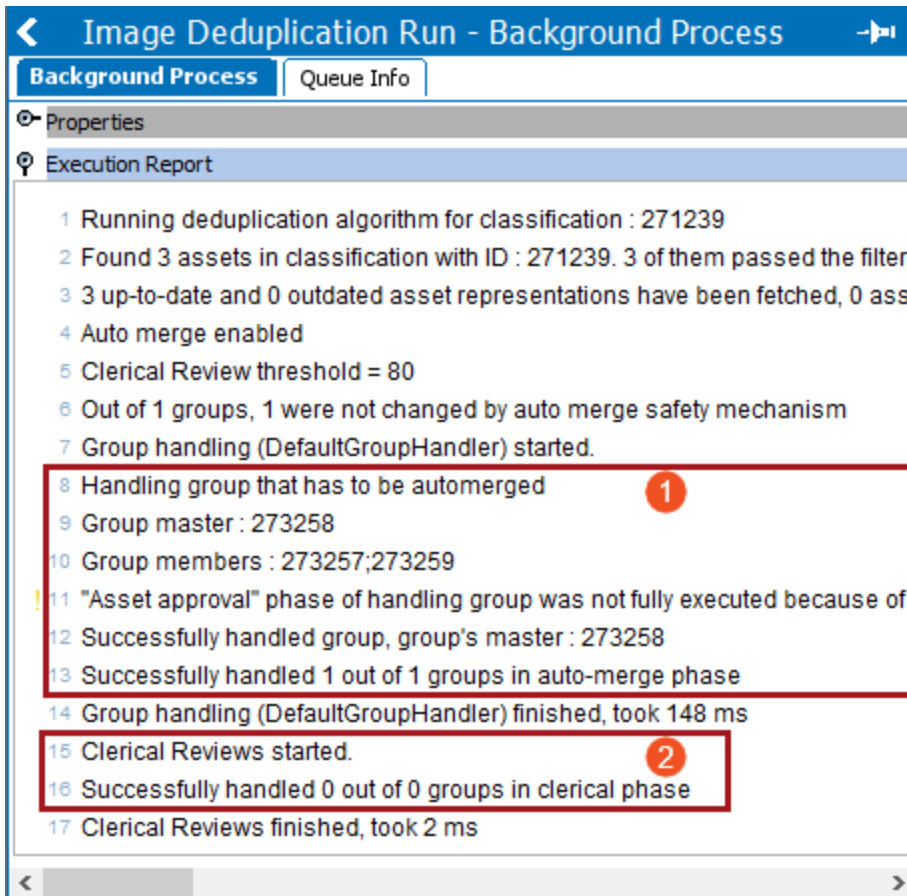 Image Deduplication Run - Background Process
Background Process
Queue Info
Properties
Execution Report
1 Running deduplication algorithm for classification : 271239
2 Found 3 assets in classification with ID : 271239. 3 of them passed the filter
3 3 up-to-date and 0 outdated asset representations have been fetched, 0 ass
4 Auto merge enabled
5 Clerical Review threshold = 80
6 Out of 1 groups, 1 were not changed by auto merge safety mechanism
7 Group handling (DefaultGroupHandler) started.
8 Handling group that has to be automerged
1
9 Group master : 273258
10 Group members : 273257;273259
! 11 "Asset approval" phase of handling group was not fully executed because of
12 Successfully handled group, group's master : 273258
13 Successfully handled 1 out of 1 groups in auto-merge phase
14 Group handling (DefaultGroupHandler) finished, took 148 ms
15 Clerical Reviews started.
2
16 Successfully handled 0 out of 0 groups in clerical phase
17 Clerical Reviews finished, took 2 ms